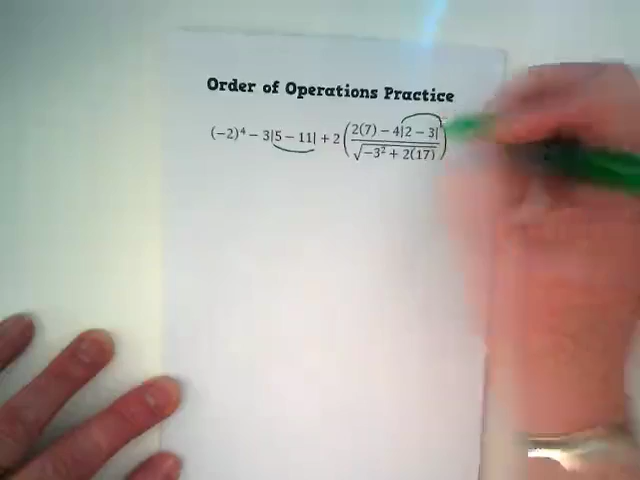 Order of Operations Practice
(−2)⁴ − 3|5 − 11| + 2 ( (2(7) − 4|2 − 3|) / √(−3² + 2(17)) )